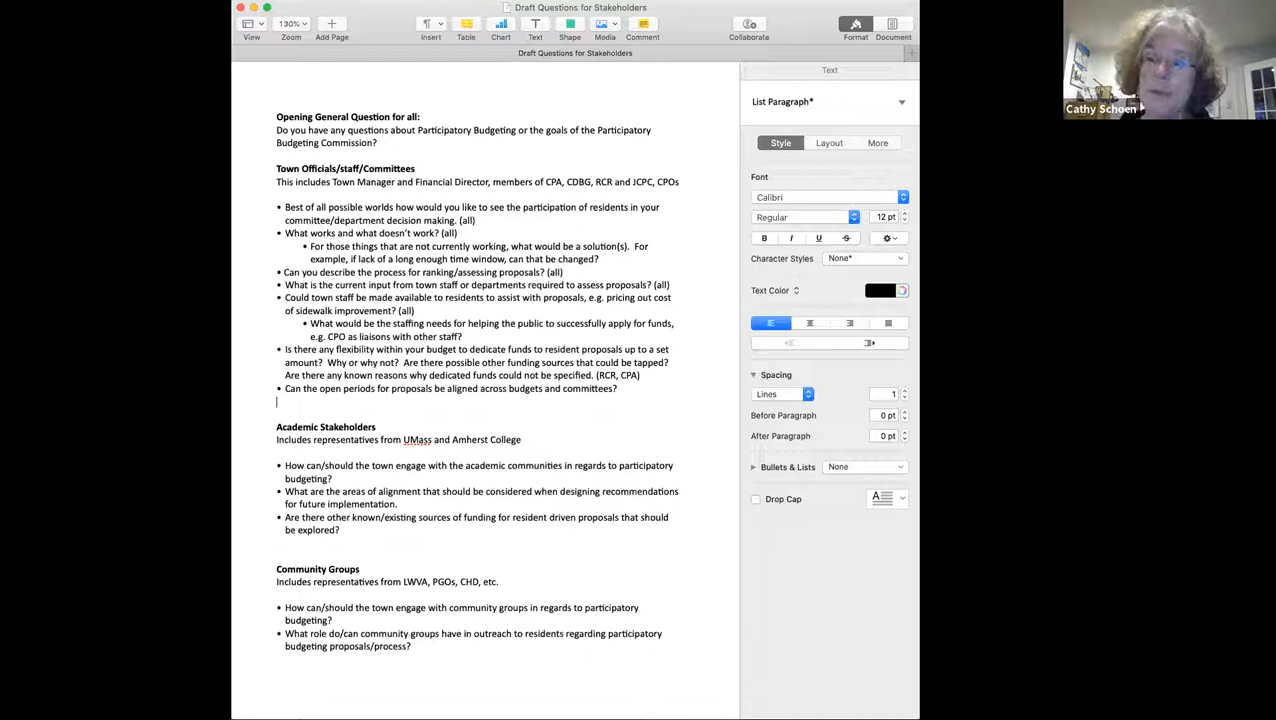 Draft Questions for Stakeholders
View
130%
Zoom
Add Page
Insert
Table
Chart
Text
Shape
Media
Comment
Collaborate
Format
Document
Draft Questions for Stakeholders
Opening General Question for all:
Do you have any questions about Participatory Budgeting or the goals of the Participatory
Budgeting Commission?
Town Officials/staff/Committees
This includes Town Manager and Financial Director, members of CPA, CDBG, RCR and JCPC, CPOs
• Best of all possible worlds how would you like to see the participation of residents in your
committee/department decision making. (all)
• What works and what doesn't work? (all)
• For those things that are not currently working, what would be a solution(s). For
example, if lack of a long enough time window, can that be changed?
• Can you describe the process for ranking/assessing proposals? (all)
• What is the current input from town staff or departments required to assess proposals? (all)
• Could town staff be made available to residents to assist with proposals, e.g. pricing out cost
of sidewalk improvement? (all)
• What would be the staffing needs for helping the public to successfully apply for funds,
e.g. CPO as liaisons with other staff?
• Is there any flexibility within your budget to dedicate funds to resident proposals up to a set
amount? Why or why not? Are there possible other funding sources that could be tapped?
Are there any known reasons why dedicated funds could not be specified. (RCR, CPA)
• Can the open periods for proposals be aligned across budgets and committees?
Academic Stakeholders
Includes representatives from UMass and Amherst College
• How can/should the town engage with the academic communities in regards to participatory
budgeting?
• What are the areas of alignment that should be considered when designing recommendations
for future implementation.
• Are there other known/existing sources of funding for resident driven proposals that should
be explored?
Community Groups
Includes representatives from LWVA, PGOs, CHD, etc.
• How can/should the town engage with community groups in regards to participatory
budgeting?
• What role do/can community groups have in outreach to residents regarding participatory
budgeting proposals/process?
Text
List Paragraph*
Style
Layout
More
Font
Calibri
Regular
12 pt
B
I
U
S
Character Styles
None*
Text Color
Spacing
Lines
1
Before Paragraph
0 pt
After Paragraph
0 pt
Bullets & Lists
None
Drop Cap
A
Cathy Schoen